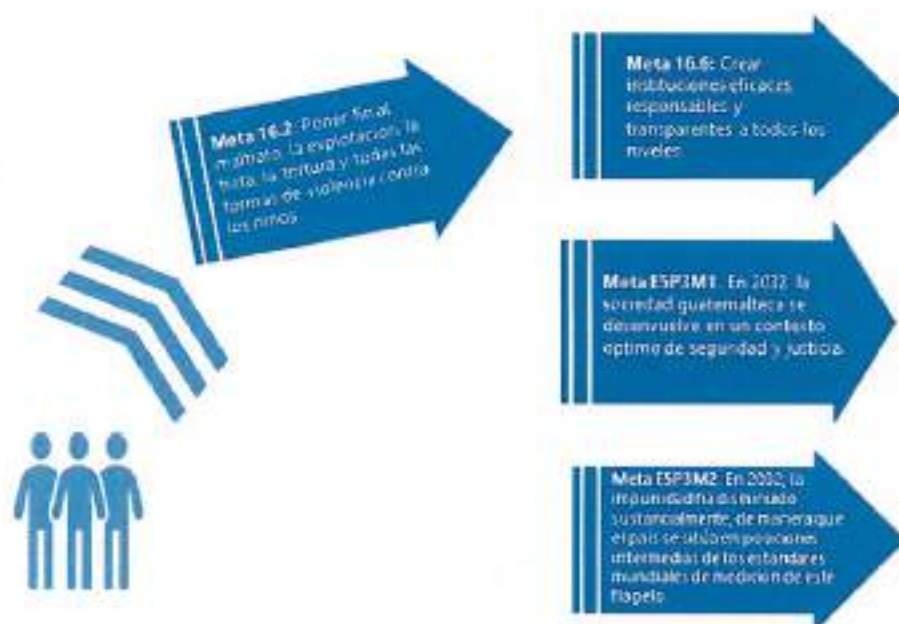 Meta 16.2: Poner fin al
maltrato, la explotación, la
trata, la tortura y todas las
formas de violencia contra
los niños
Meta 16.6: Crear
instituciones eficaces
responsables y
transparentes a todos los
niveles.
Meta E5P3M1. En 2032, la
sociedad guatemalteca se
desenvuelve en un contexto
optimo de seguridad y justicia.
Meta E5P3M2. En 2032, la
impunidad ha disminuido
sustancialmente, de manera que
el país se sitúa en posiciones
intermedias de los estándares
mundiales de medición de este
flagelo